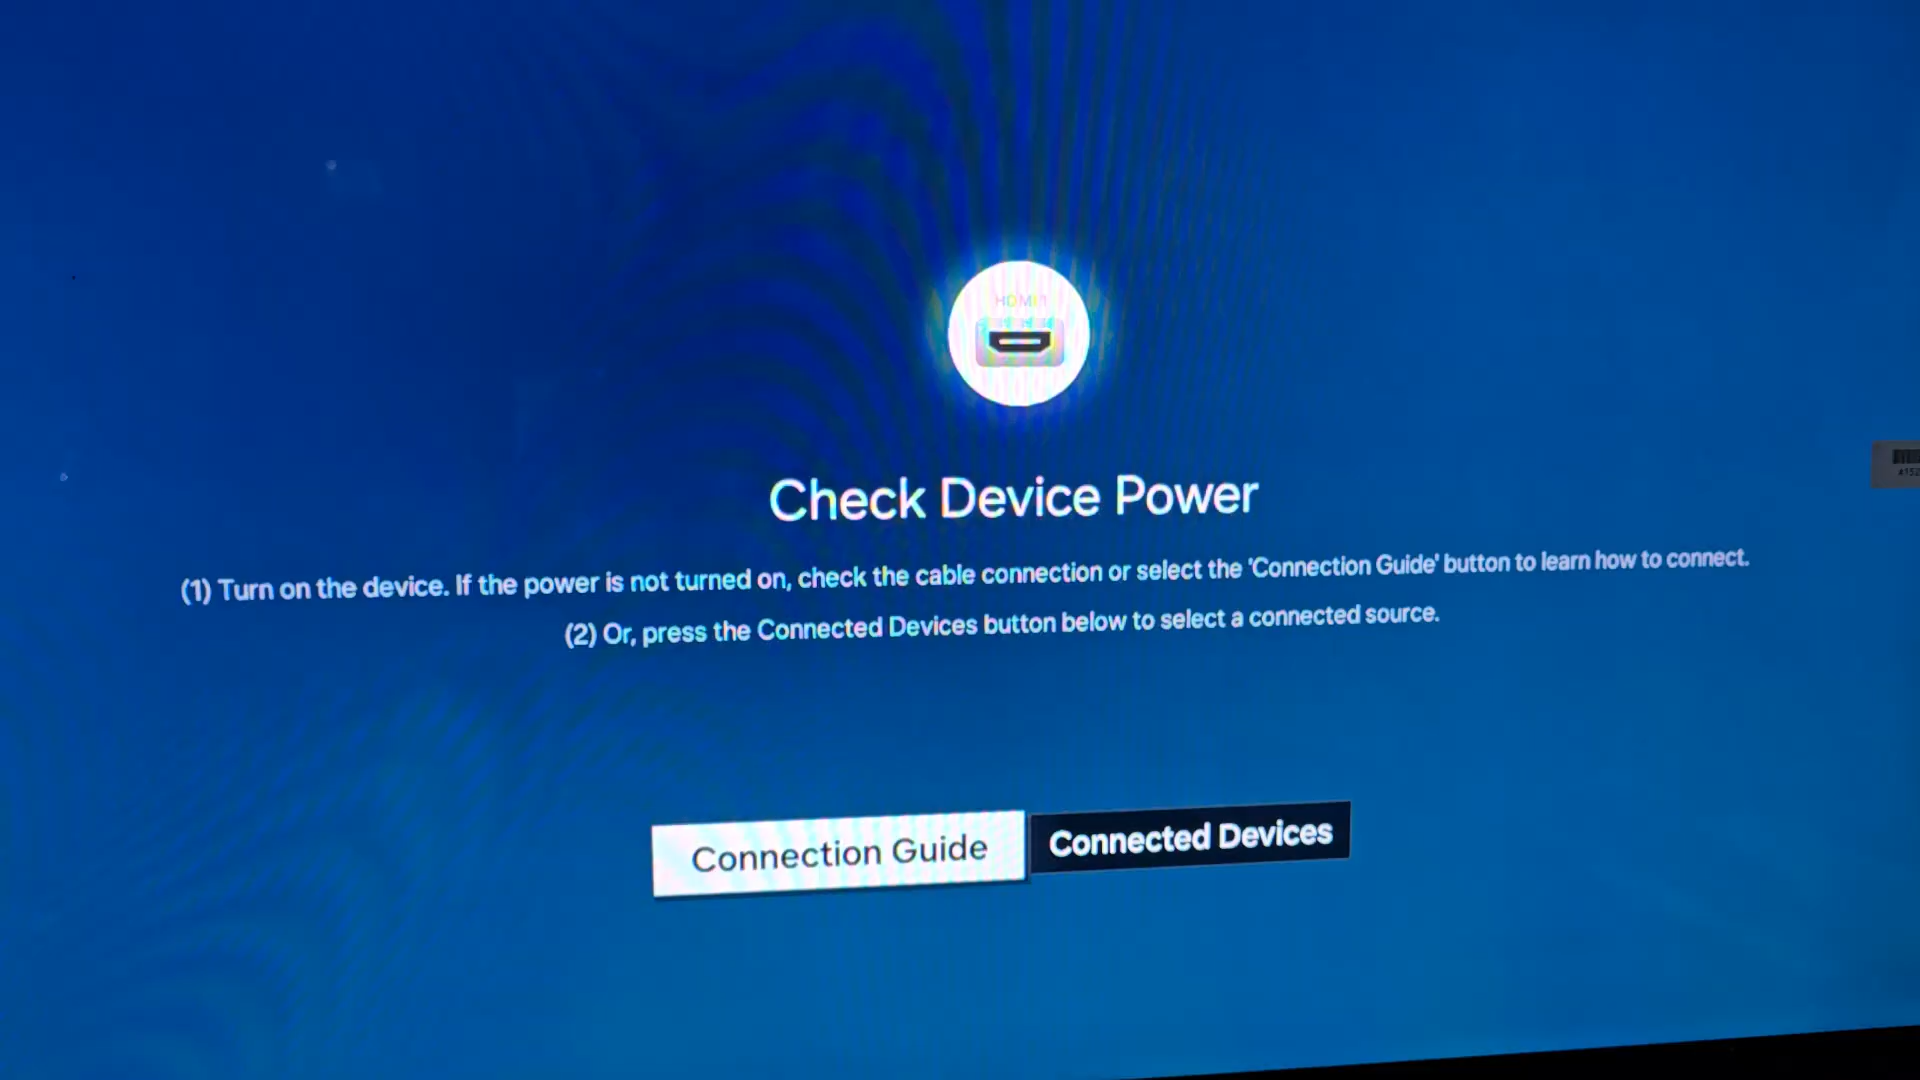 HDMI 1
Check Device Power
(1) Turn on the device. If the power is not turned on, check the cable connection or select the 'Connection Guide' button to learn how to connect.
(2) Or, press the Connected Devices button below to select a connected source.
Connection Guide
Connected Devices